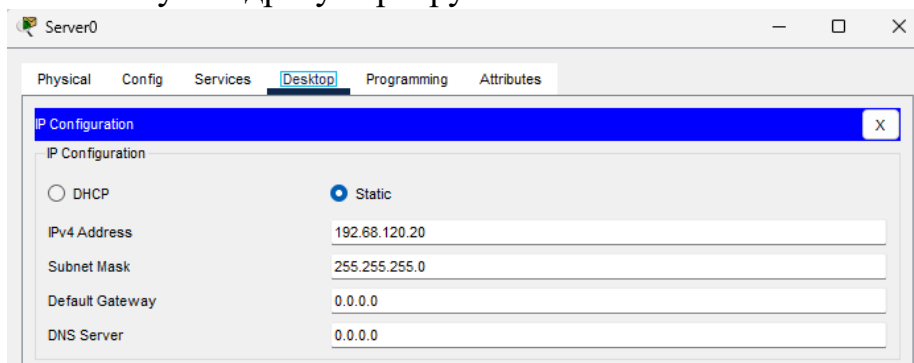 Server0
Physical Config Services Desktop Programming Attributes
IP Configuration X
IP Configuration
DHCP Static
IPv4 Address 192.68.120.20
Subnet Mask 255.255.255.0
Default Gateway 0.0.0.0
DNS Server 0.0.0.0